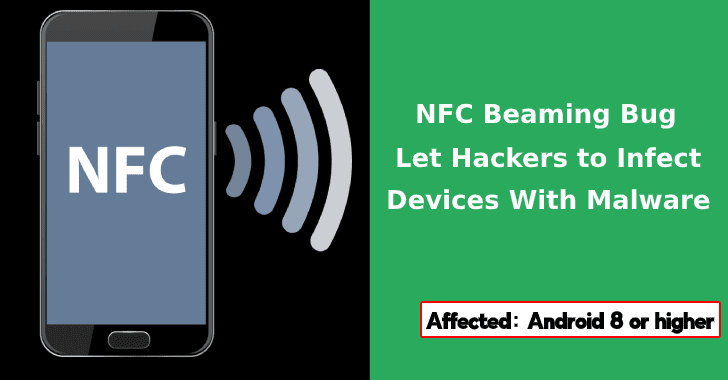 NFC
NFC Beaming Bug
Let Hackers to Infect
Devices With Malware
Affected: Android 8 or higher